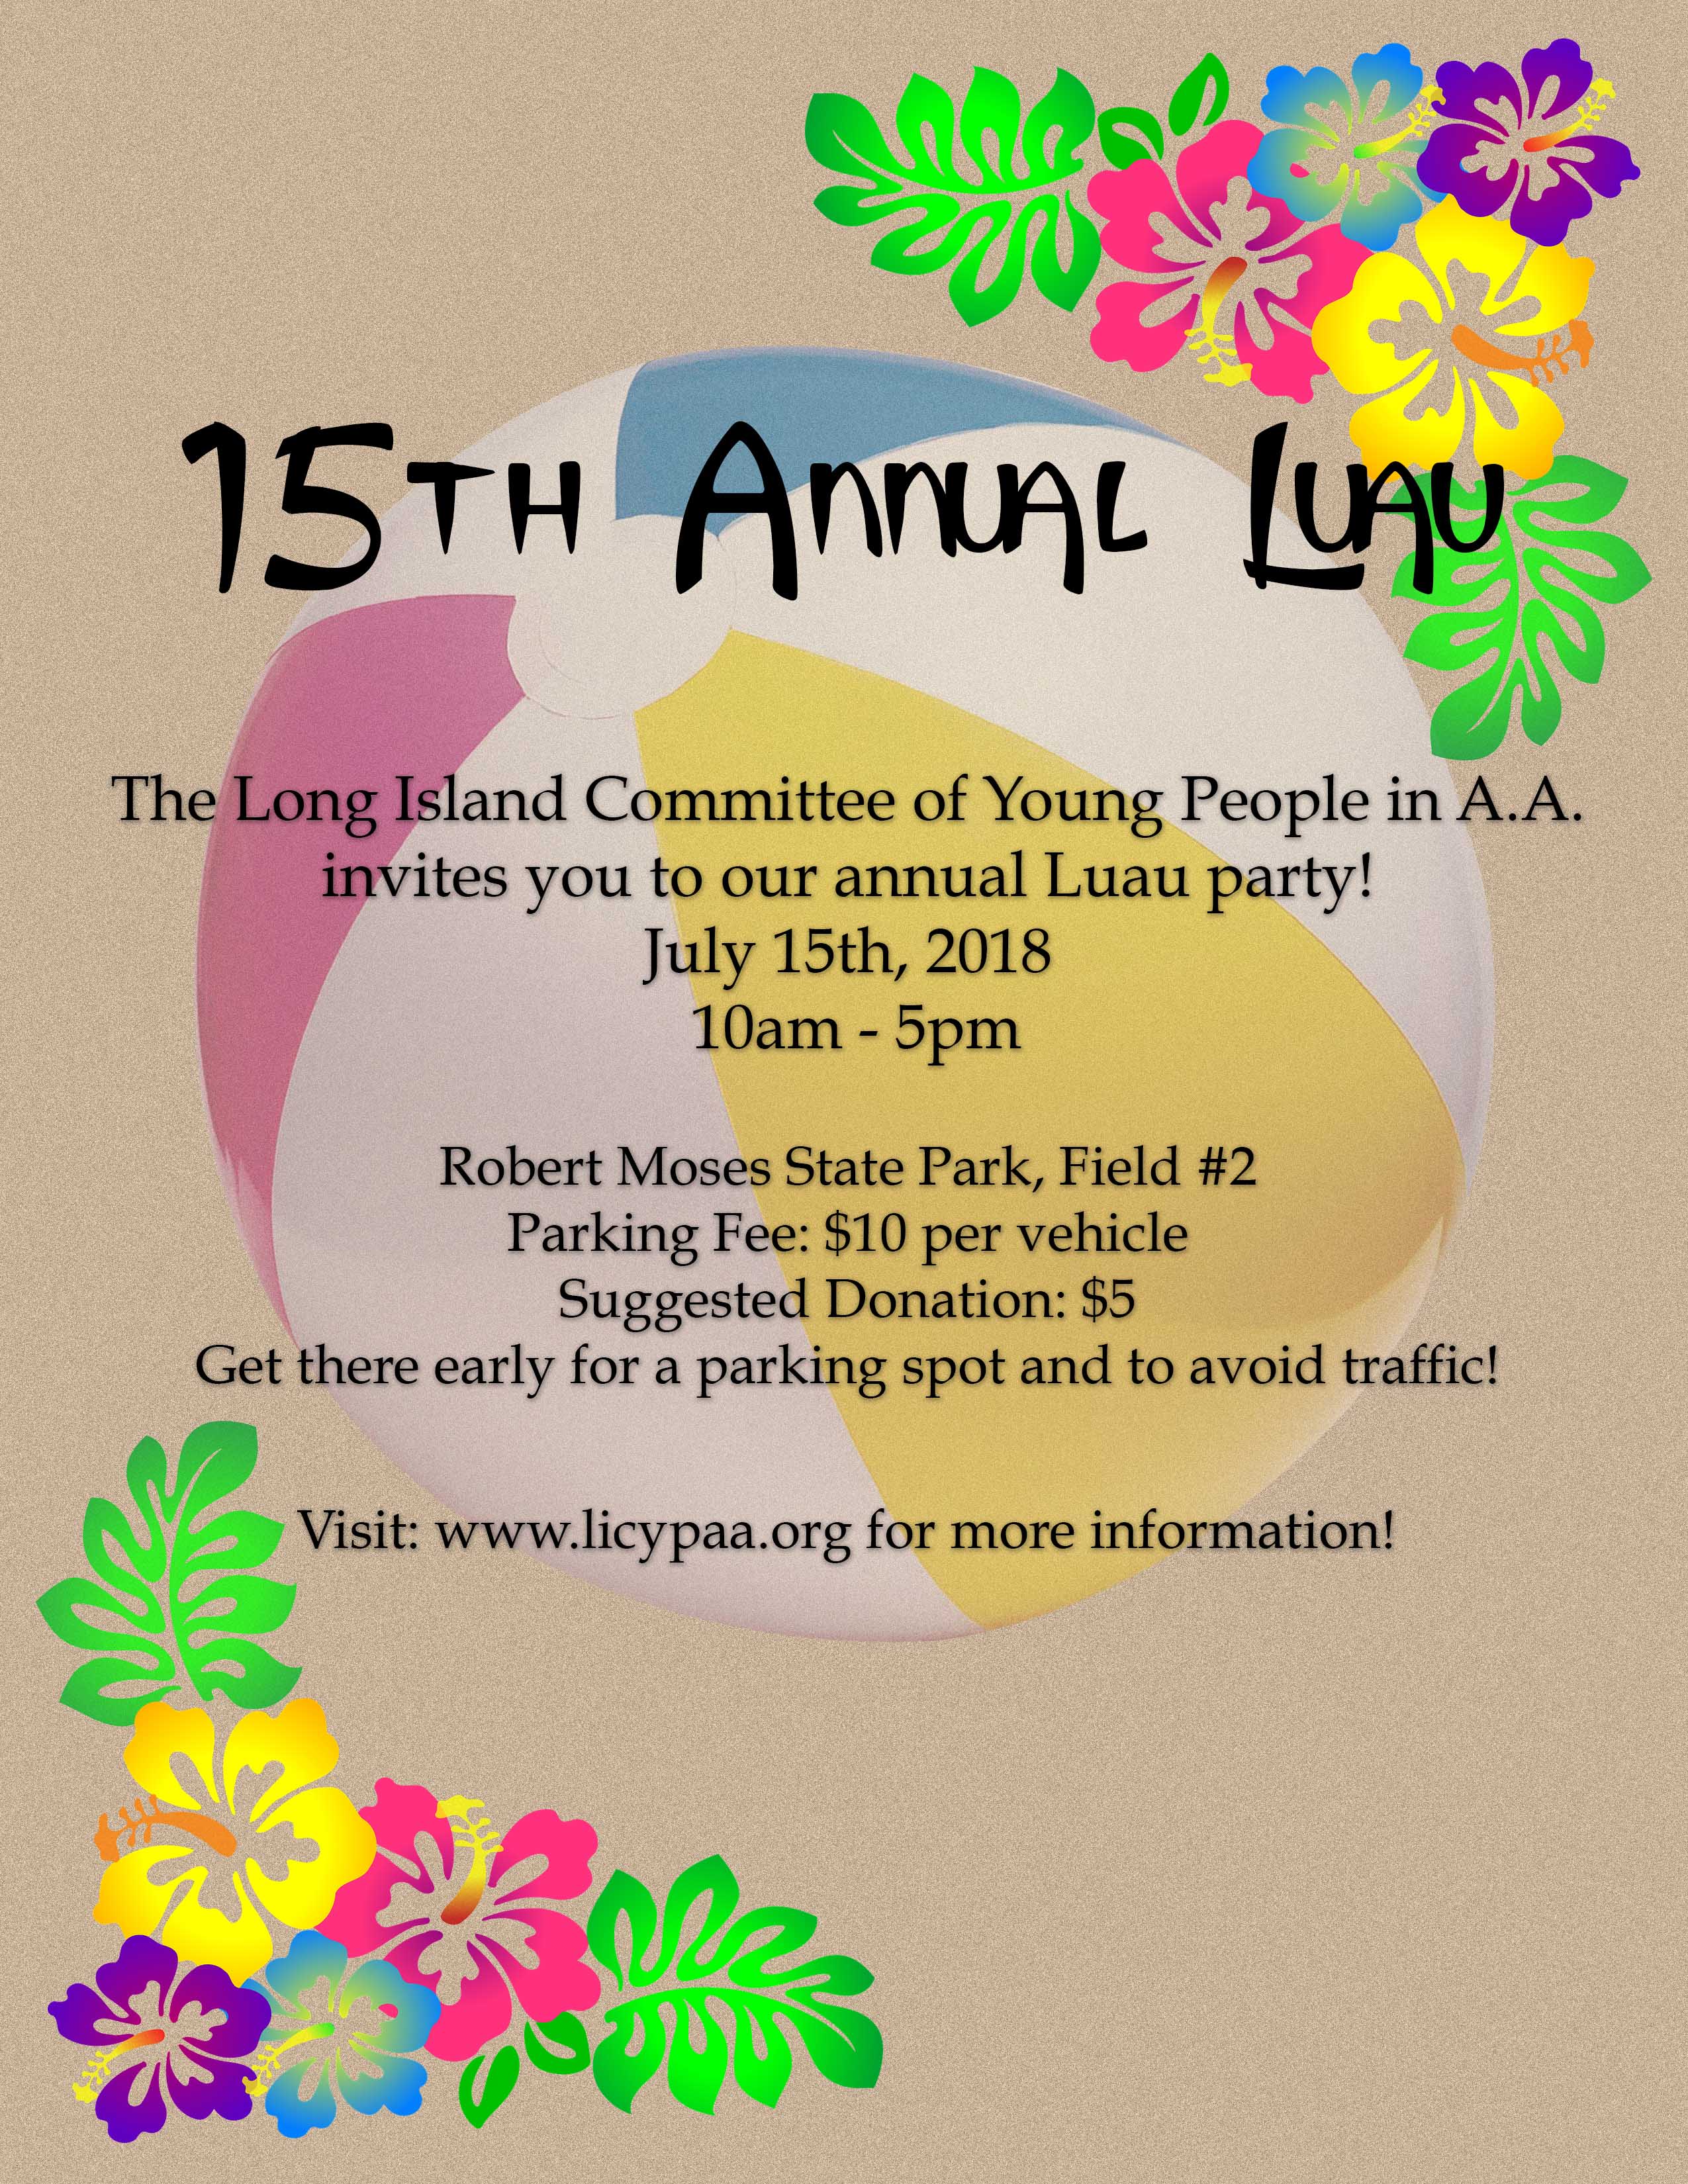 15th Annual Luau
The Long Island Committee of Young People in A.A.
invites you to our annual Luau party!
July 15th, 2018
10am - 5pm
Robert Moses State Park, Field #2
Parking Fee: $10 per vehicle
Suggested Donation: $5
Get there early for a parking spot and to avoid traffic!
Visit: www.licypaa.org for more information!